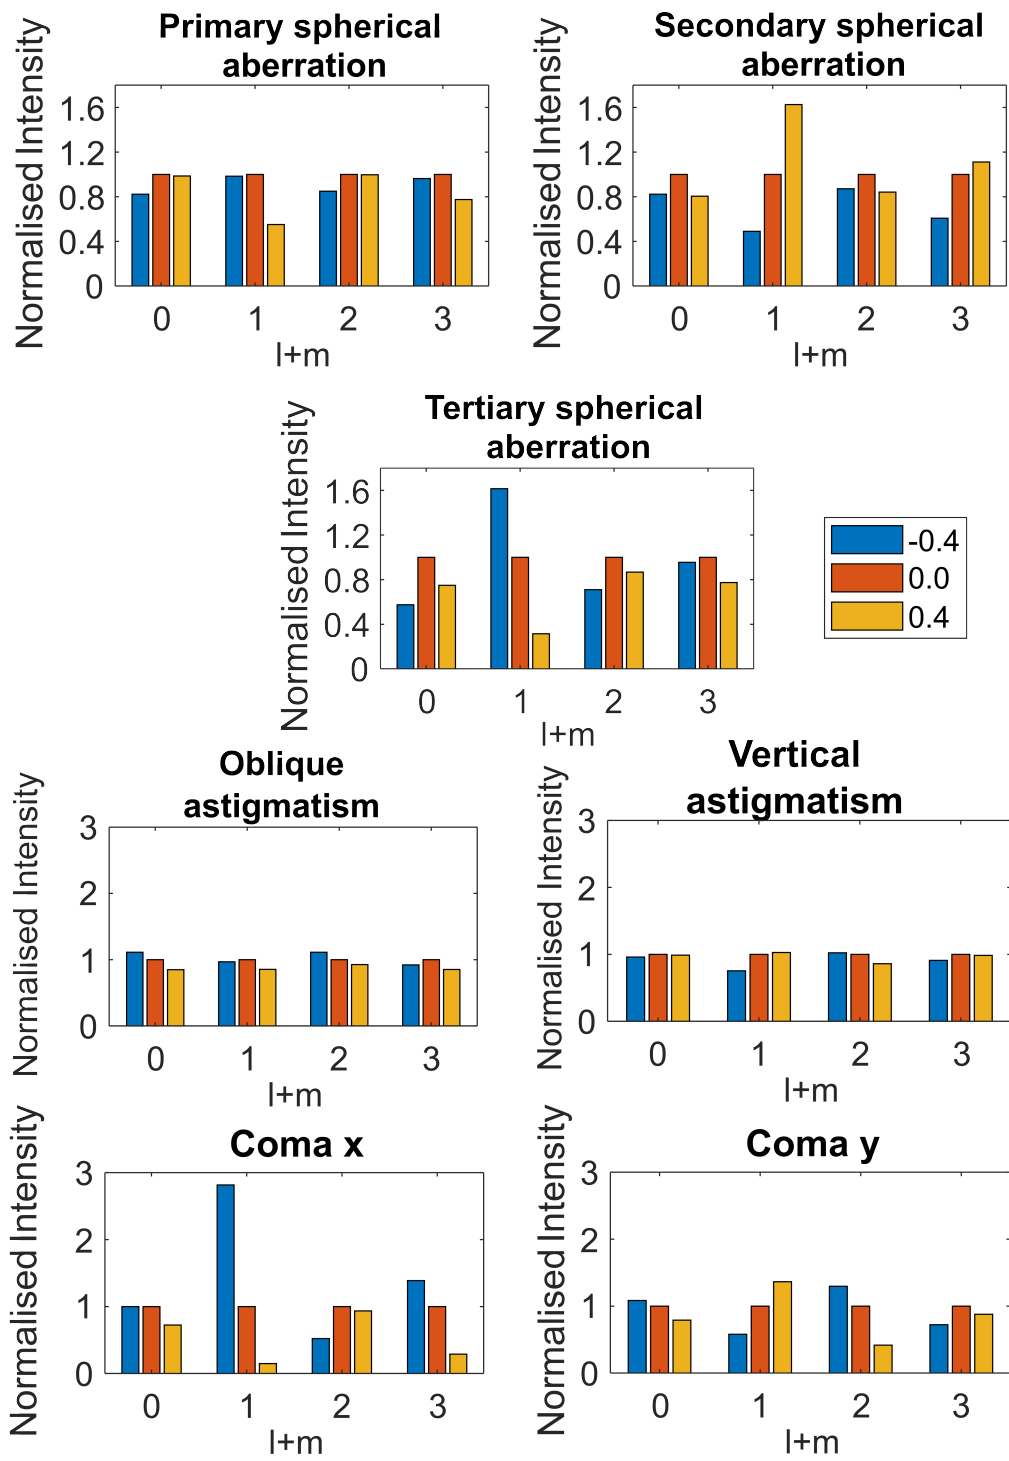 Primary spherical
aberration
Normalised Intensity
1.6
1.2
0.8
0.4
0
0 1 2 3
l+m
Secondary spherical
aberration
Normalised Intensity
1.6
1.2
0.8
0.4
0
0 1 2 3
l+m
Tertiary spherical
aberration
Normalised Intensity
1.6
1.2
0.8
0.4
0
0 1 2 3
l+m
-0.4
0.0
0.4
Oblique
astigmatism
Normalised Intensity
3
2
1
0
0 1 2 3
l+m
Vertical
astigmatism
Normalised Intensity
3
2
1
0
0 1 2 3
l+m
Coma x
Normalised Intensity
3
2
1
0
0 1 2 3
l+m
Coma y
Normalised Intensity
3
2
1
0
0 1 2 3
l+m